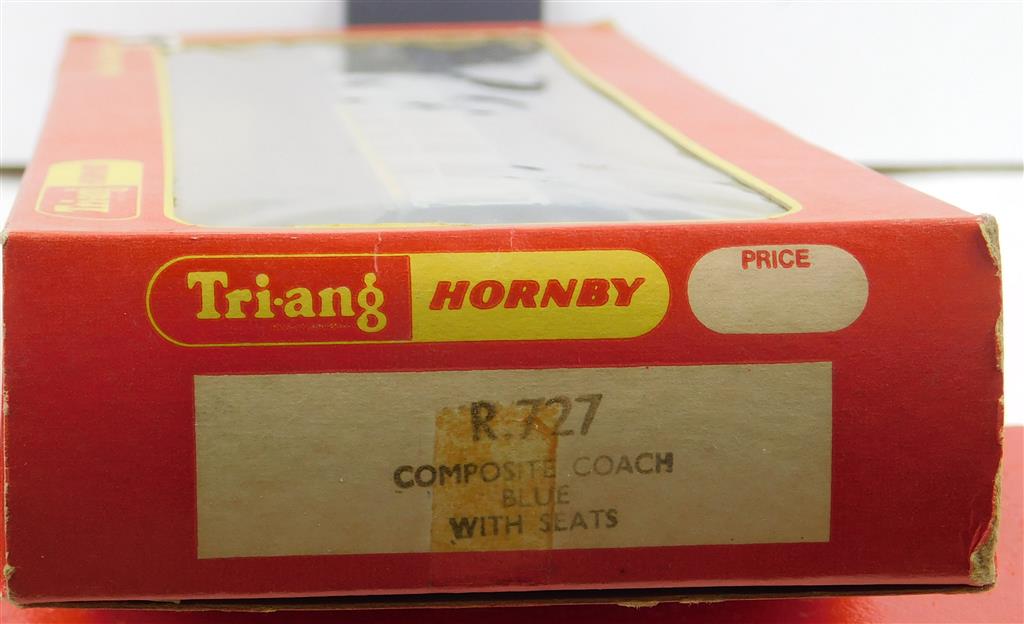 Tri-ang HORNBY
PRICE
R.727
COMPOSITE COACH
BLUE
WITH SEATS